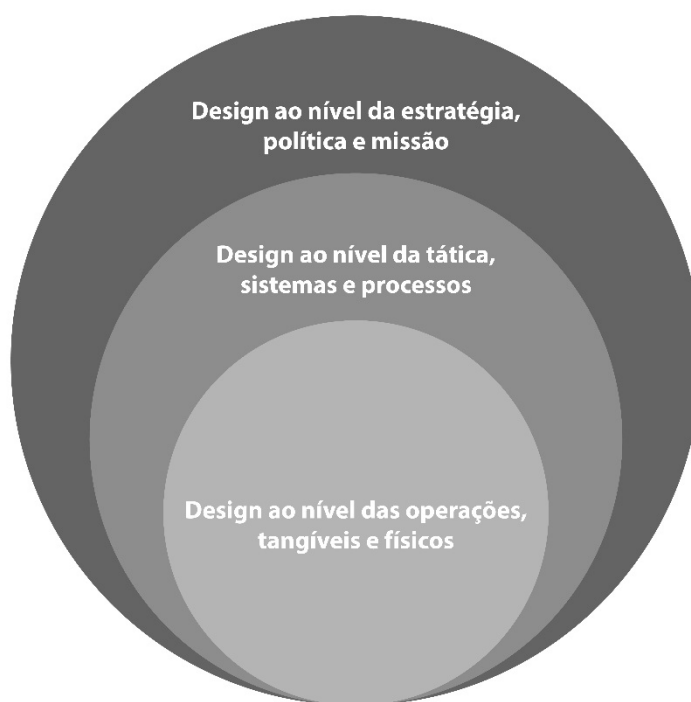 Design ao nível da estratégia,
política e missão
Design ao nível da tática,
sistemas e processos
Design ao nível das operações,
tangíveis e físicos